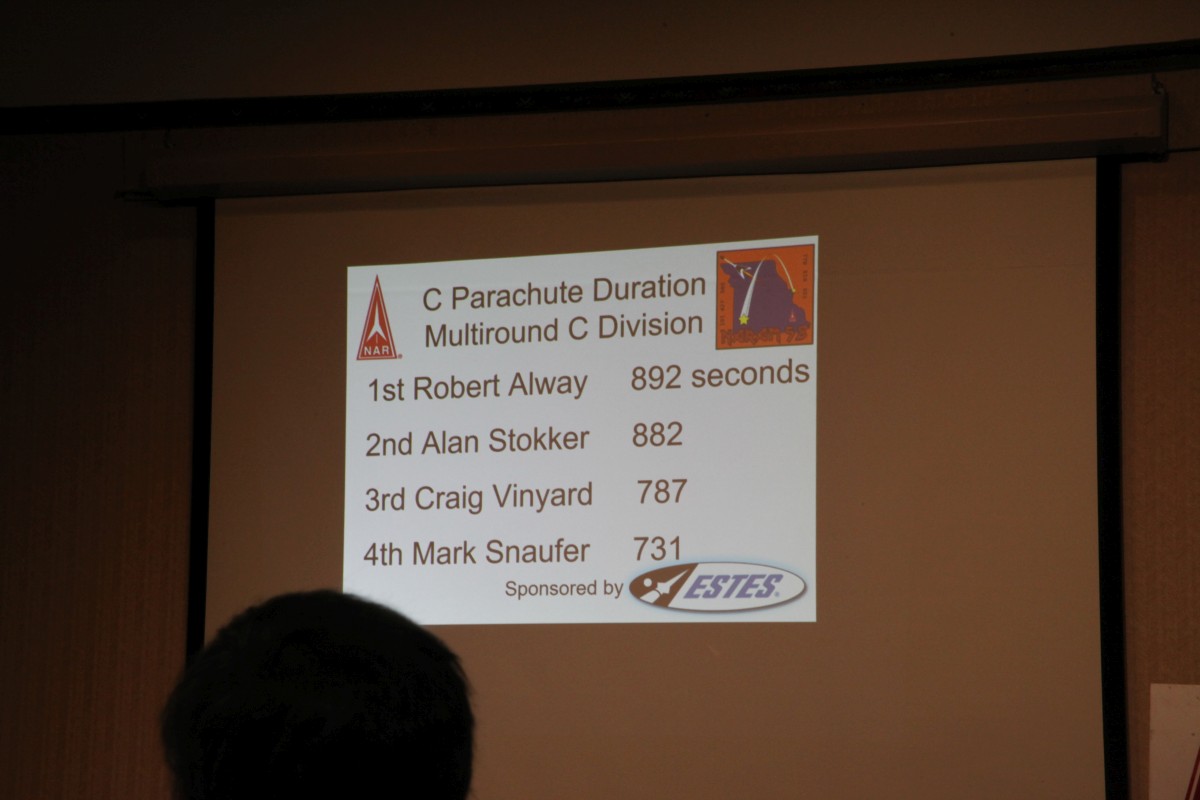 C Parachute Duration
Multiround C Division
NAR
1st Robert Alway 892 seconds
2nd Alan Stokker 882
3rd Craig Vinyard 787
4th Mark Snaufer 731
Sponsored by ESTES